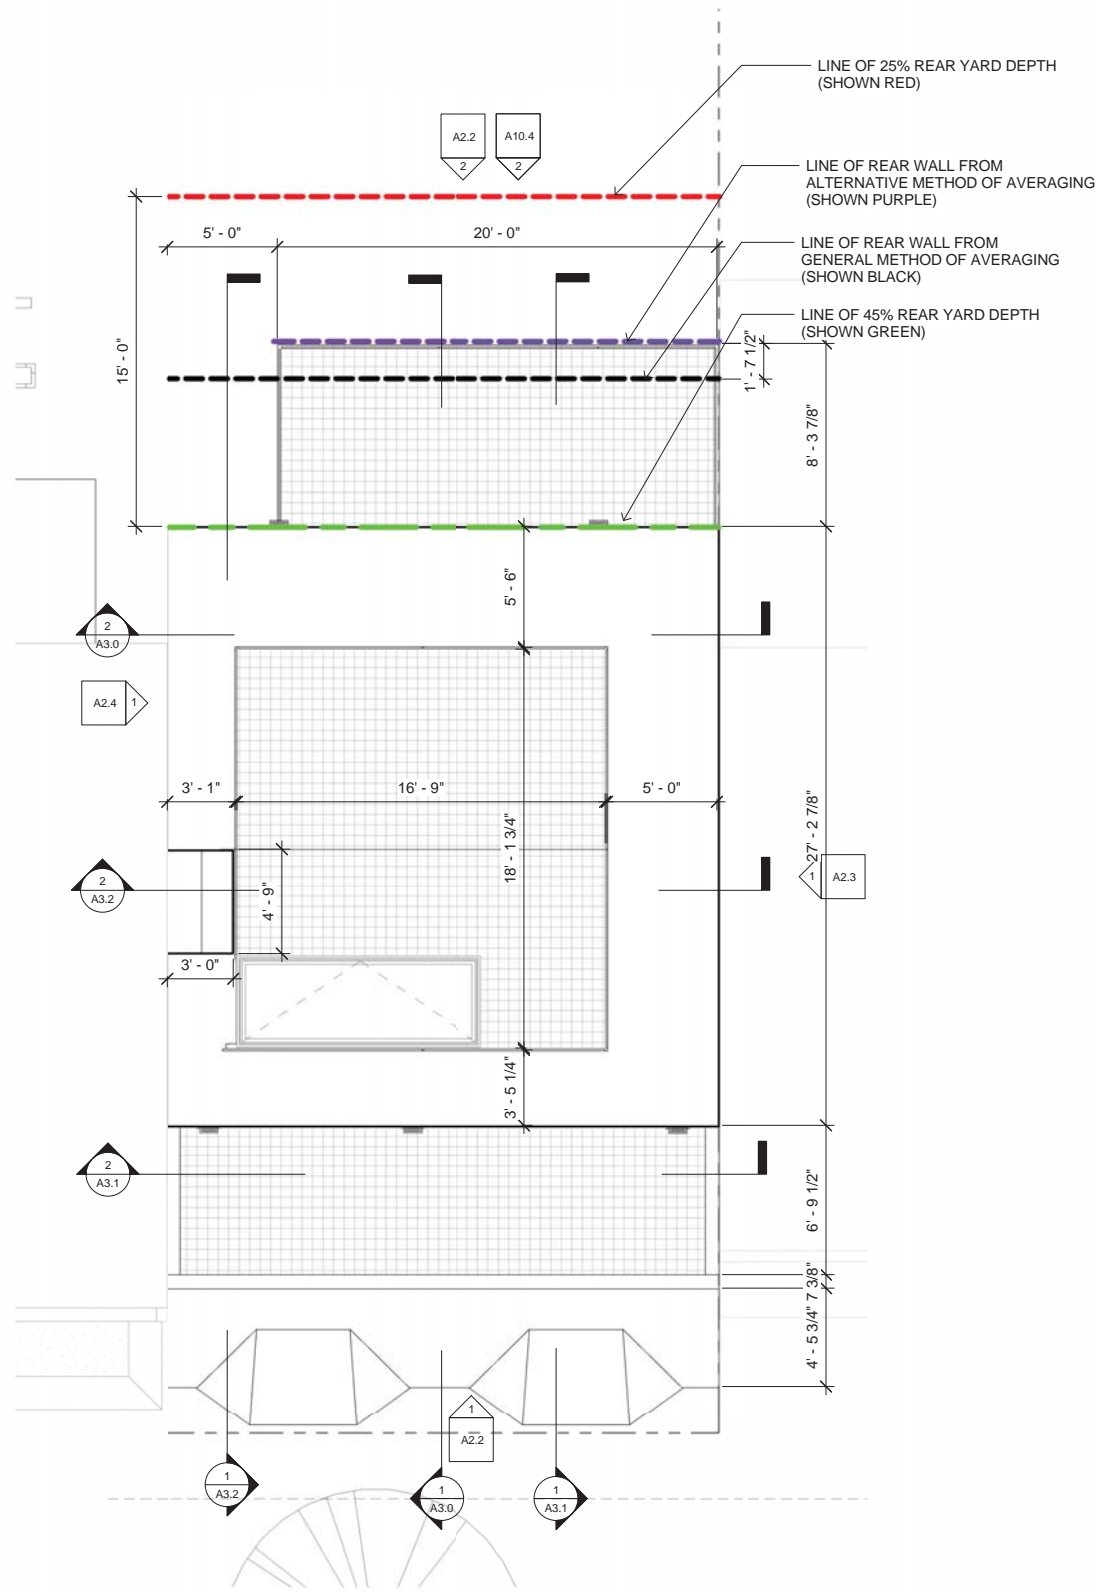 LINE OF 25% REAR YARD DEPTH
(SHOWN RED)
A2.2
2
A10.4
2
LINE OF REAR WALL FROM
ALTERNATIVE METHOD OF AVERAGING
(SHOWN PURPLE)
5' - 0"
20' - 0"
LINE OF REAR WALL FROM
GENERAL METHOD OF AVERAGING
(SHOWN BLACK)
LINE OF 45% REAR YARD DEPTH
(SHOWN GREEN)
15' - 0"
1' - 7 1/2"
8' - 3 7/8"
5' - 6"
2
A3.0
A2.4
1
3' - 1"
16' - 9"
5' - 0"
18' - 1 3/4"
27' - 2 7/8"
2
A3.2
4' - 9"
1
A2.3
3' - 0"
3' - 5 1/4"
2
A3.1
6' - 9 1/2"
7 3/8"
4' - 5 3/4"
1
A2.2
1
A3.2
1
A3.0
1
A3.1